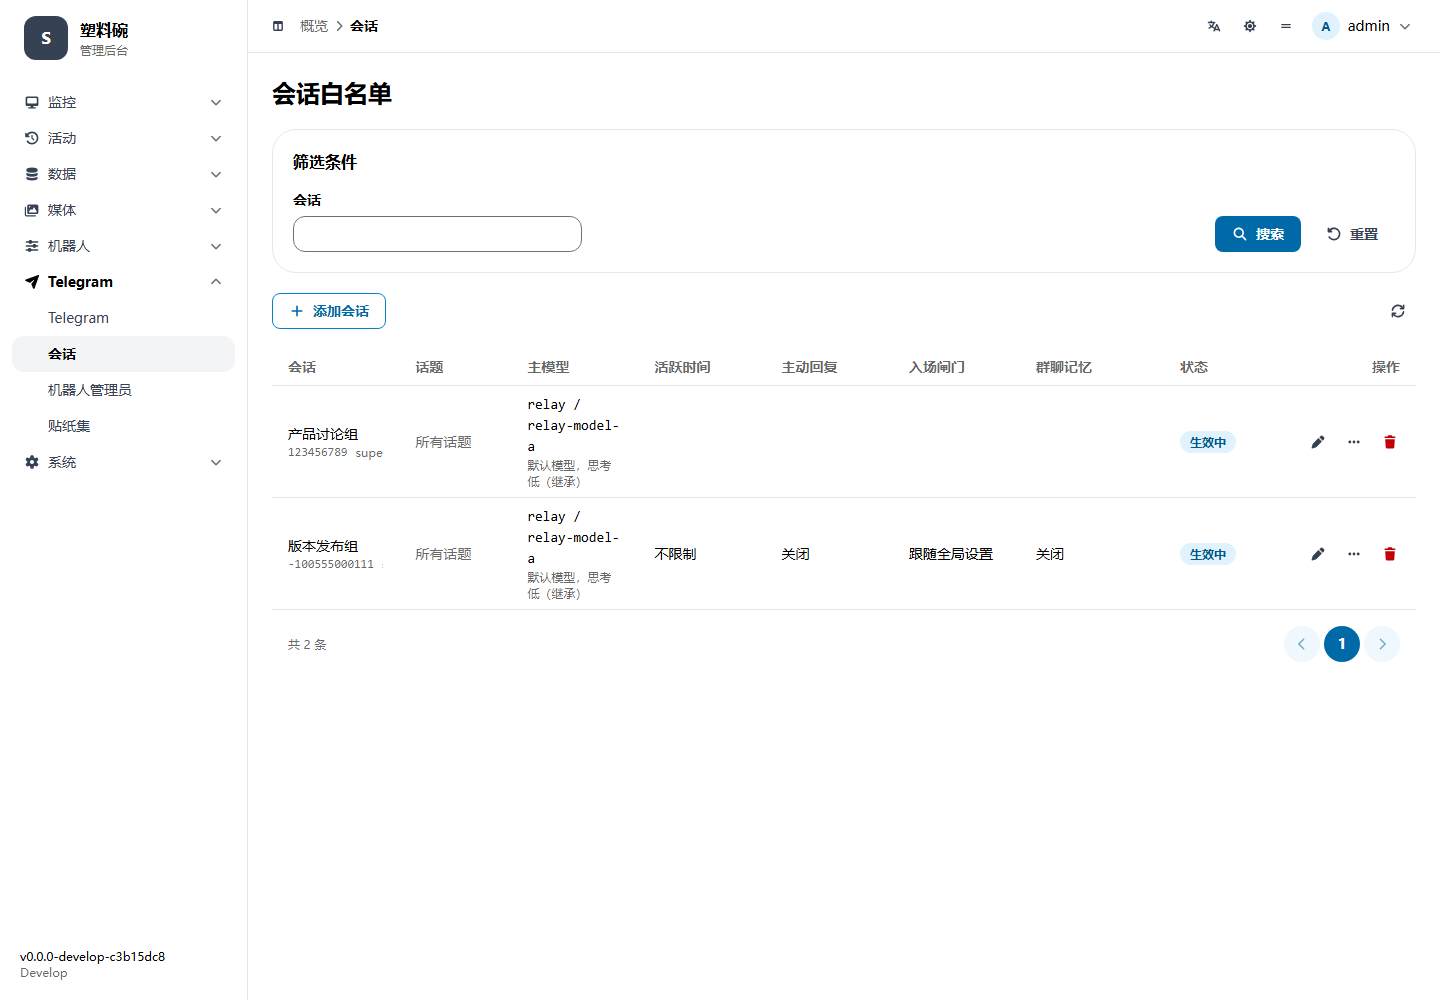 S
塑料碗
管理后台
监控
活动
数据
媒体
机器人
Telegram
Telegram
会话
机器人管理员
贴纸集
系统
v0.0.0-develop-c3b15dc8
Develop
概览 > 会话
A admin
会话白名单
筛选条件
会话
搜索 重置
添加会话
会话 话题 主模型 活跃时间 主动回复 入场闸门 群聊记忆 状态 操作
产品讨论组
123456789 supe
所有话题
relay /
relay-model-
a
默认模型，思考
低（继承）
生效中
版本发布组
-100555000111
所有话题
relay /
relay-model-
a
默认模型，思考
低（继承）
不限制
关闭
跟随全局设置
关闭
生效中
共 2 条
1